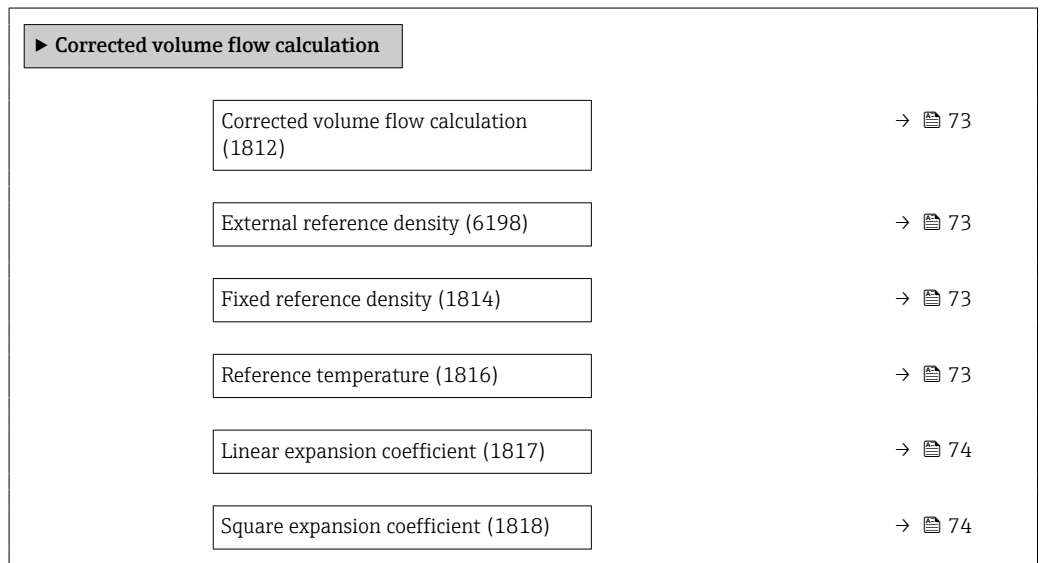 ▶ Corrected volume flow calculation
Corrected volume flow calculation → 73
(1812)
External reference density (6198) → 73
Fixed reference density (1814) → 73
Reference temperature (1816) → 73
Linear expansion coefficient (1817) → 74
Square expansion coefficient (1818) → 74